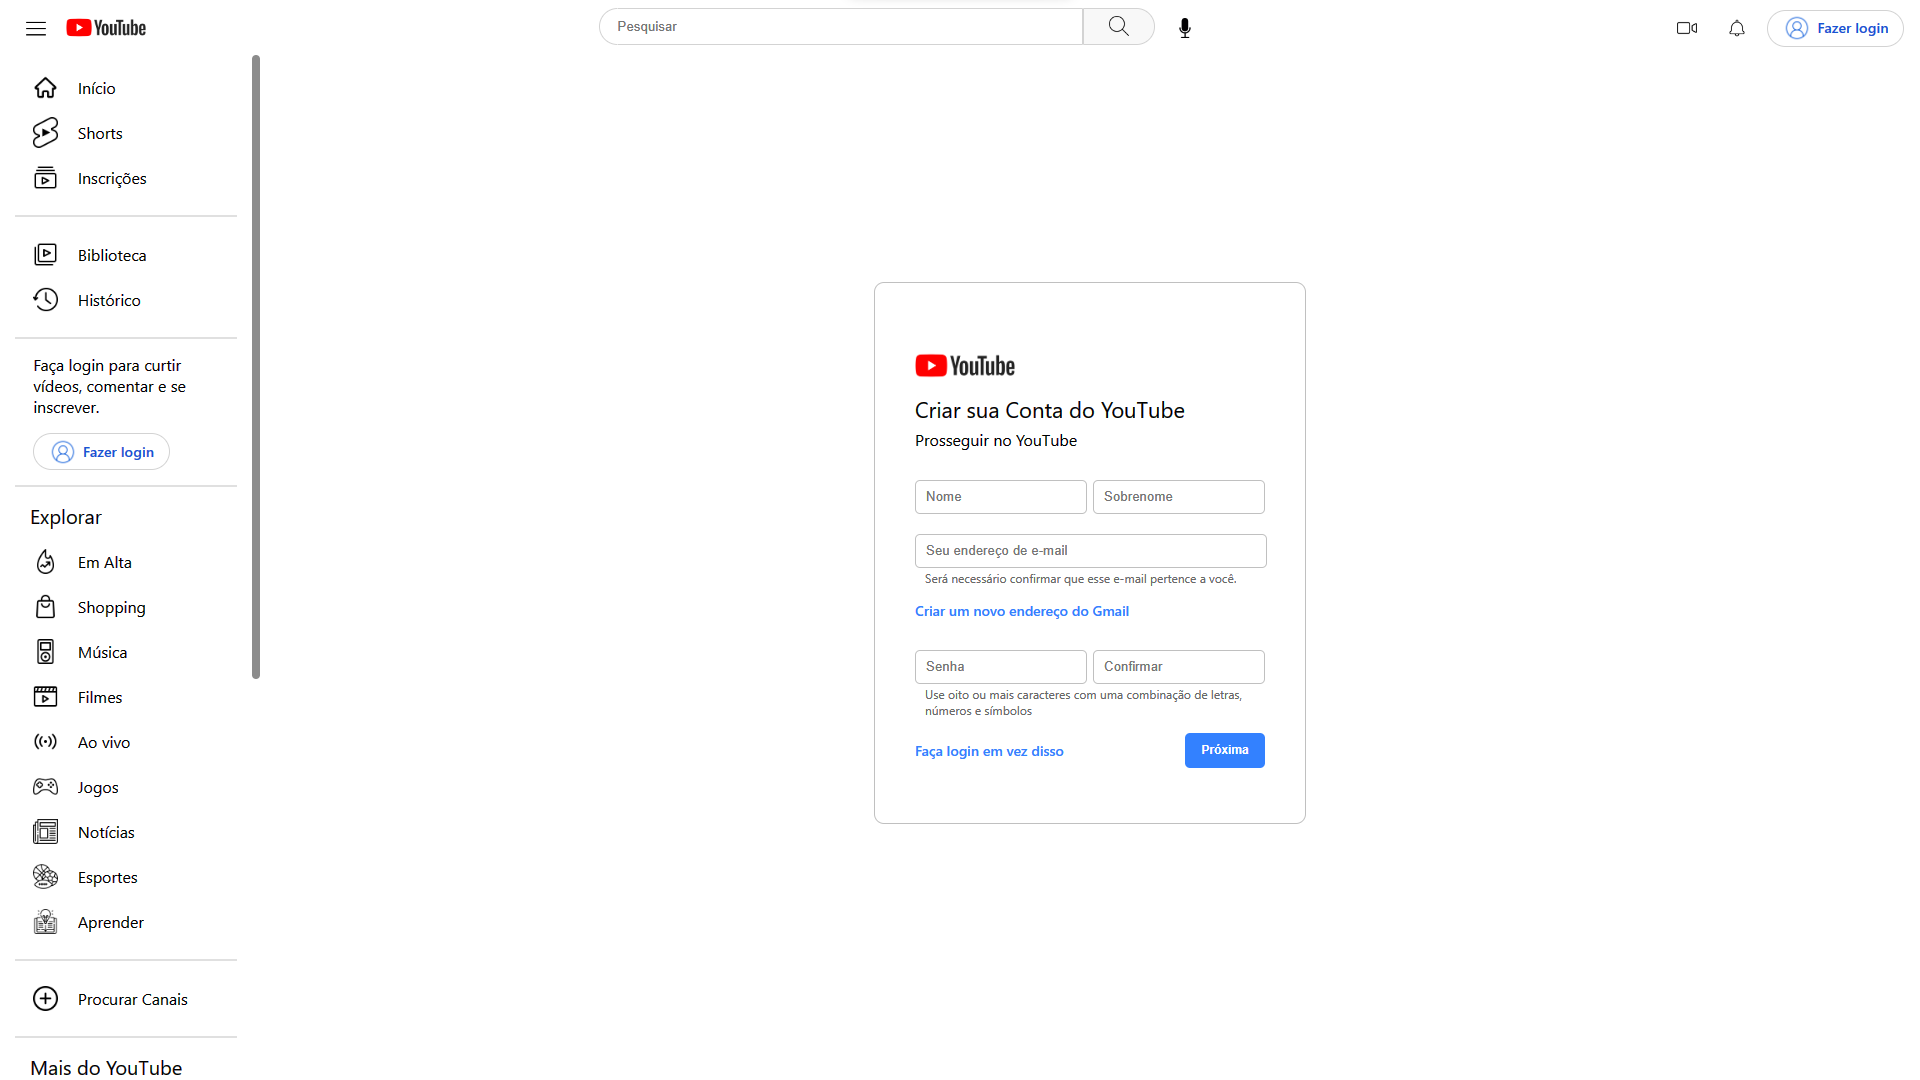 YouTube
Pesquisar
Fazer login
Início
Shorts
Inscrições
Biblioteca
Histórico
Faça login para curtir
vídeos, comentar e se
inscrever.
Fazer login
Explorar
Em Alta
Shopping
Música
Filmes
Ao vivo
Jogos
Notícias
Esportes
Aprender
Procurar Canais
Mais do YouTube
YouTube
Criar sua Conta do YouTube
Prosseguir no YouTube
Nome Sobrenome
Seu endereço de e-mail
Será necessário confirmar que esse e-mail pertence a você.
Criar um novo endereço do Gmail
Senha Confirmar
Use oito ou mais caracteres com uma combinação de letras,
números e símbolos
Faça login em vez disso Próxima